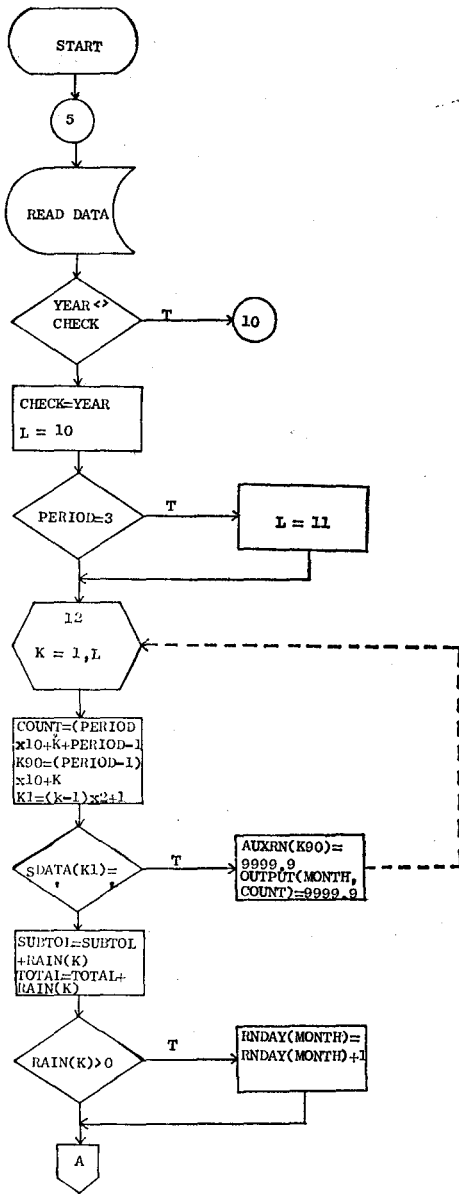 START
5
READ DATA
YEAR <>
CHECK
T
10
CHECK=YEAR
L = 10
PERIOD=3
T
L = 11
12
K = 1,L
COUNT=(PERIOD
x10+K+PERIOD-1
K90=(PERIOD-1)
x10+K
K1=(k-1)x2+1
SDATA(K1)=
' '
T
AUXRN(K90)=
9999.9
OUTPUT(MONTH,
COUNT)=9999.9
SUBTOL=SUBTOL
+RAIN(K)
TOTAL=TOTAL+
RAIN(K)
RAIN(K)>0
T
RNDAY(MONTH)=
RNDAY(MONTH)+1
A